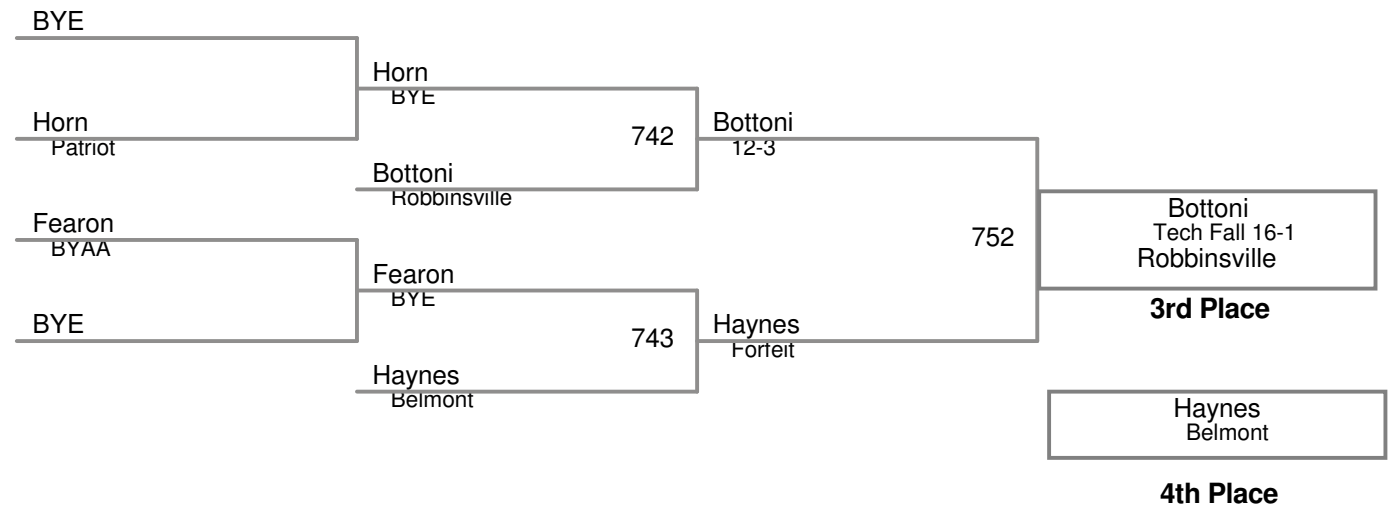 BYE
Horn
BYE
Horn
Patriot
742
Bottoni
12-3
Bottoni
Robbinsville
Fearon
BYAA
752
Bottoni
Tech Fall 16-1
Robbinsville
Fearon
BYE
3rd Place
BYE
743
Haynes
Forfeit
Haynes
Belmont
Haynes
Belmont
4th Place